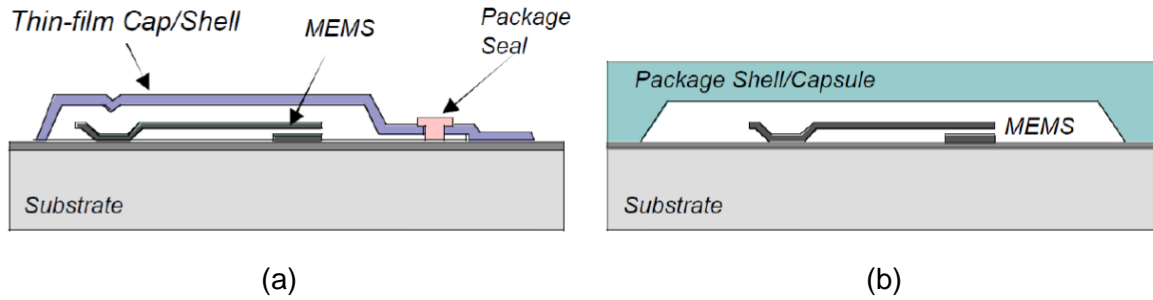 Thin-film Cap/Shell
MEMS
Package
Seal
Substrate
(a)
Package Shell/Capsule
MEMS
Substrate
(b)